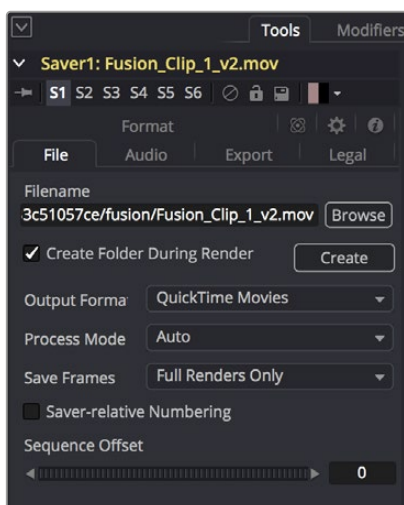 Tools Modifiers
Saver1: Fusion_Clip_1_v2.mov
S1 S2 S3 S4 S5 S6
Format
File Audio Export Legal
Filename
3c51057ce/fusion/Fusion_Clip_1_v2.mov Browse
Create Folder During Render Create
Output Forma QuickTime Movies
Process Mode Auto
Save Frames Full Renders Only
Saver-relative Numbering
Sequence Offset
0